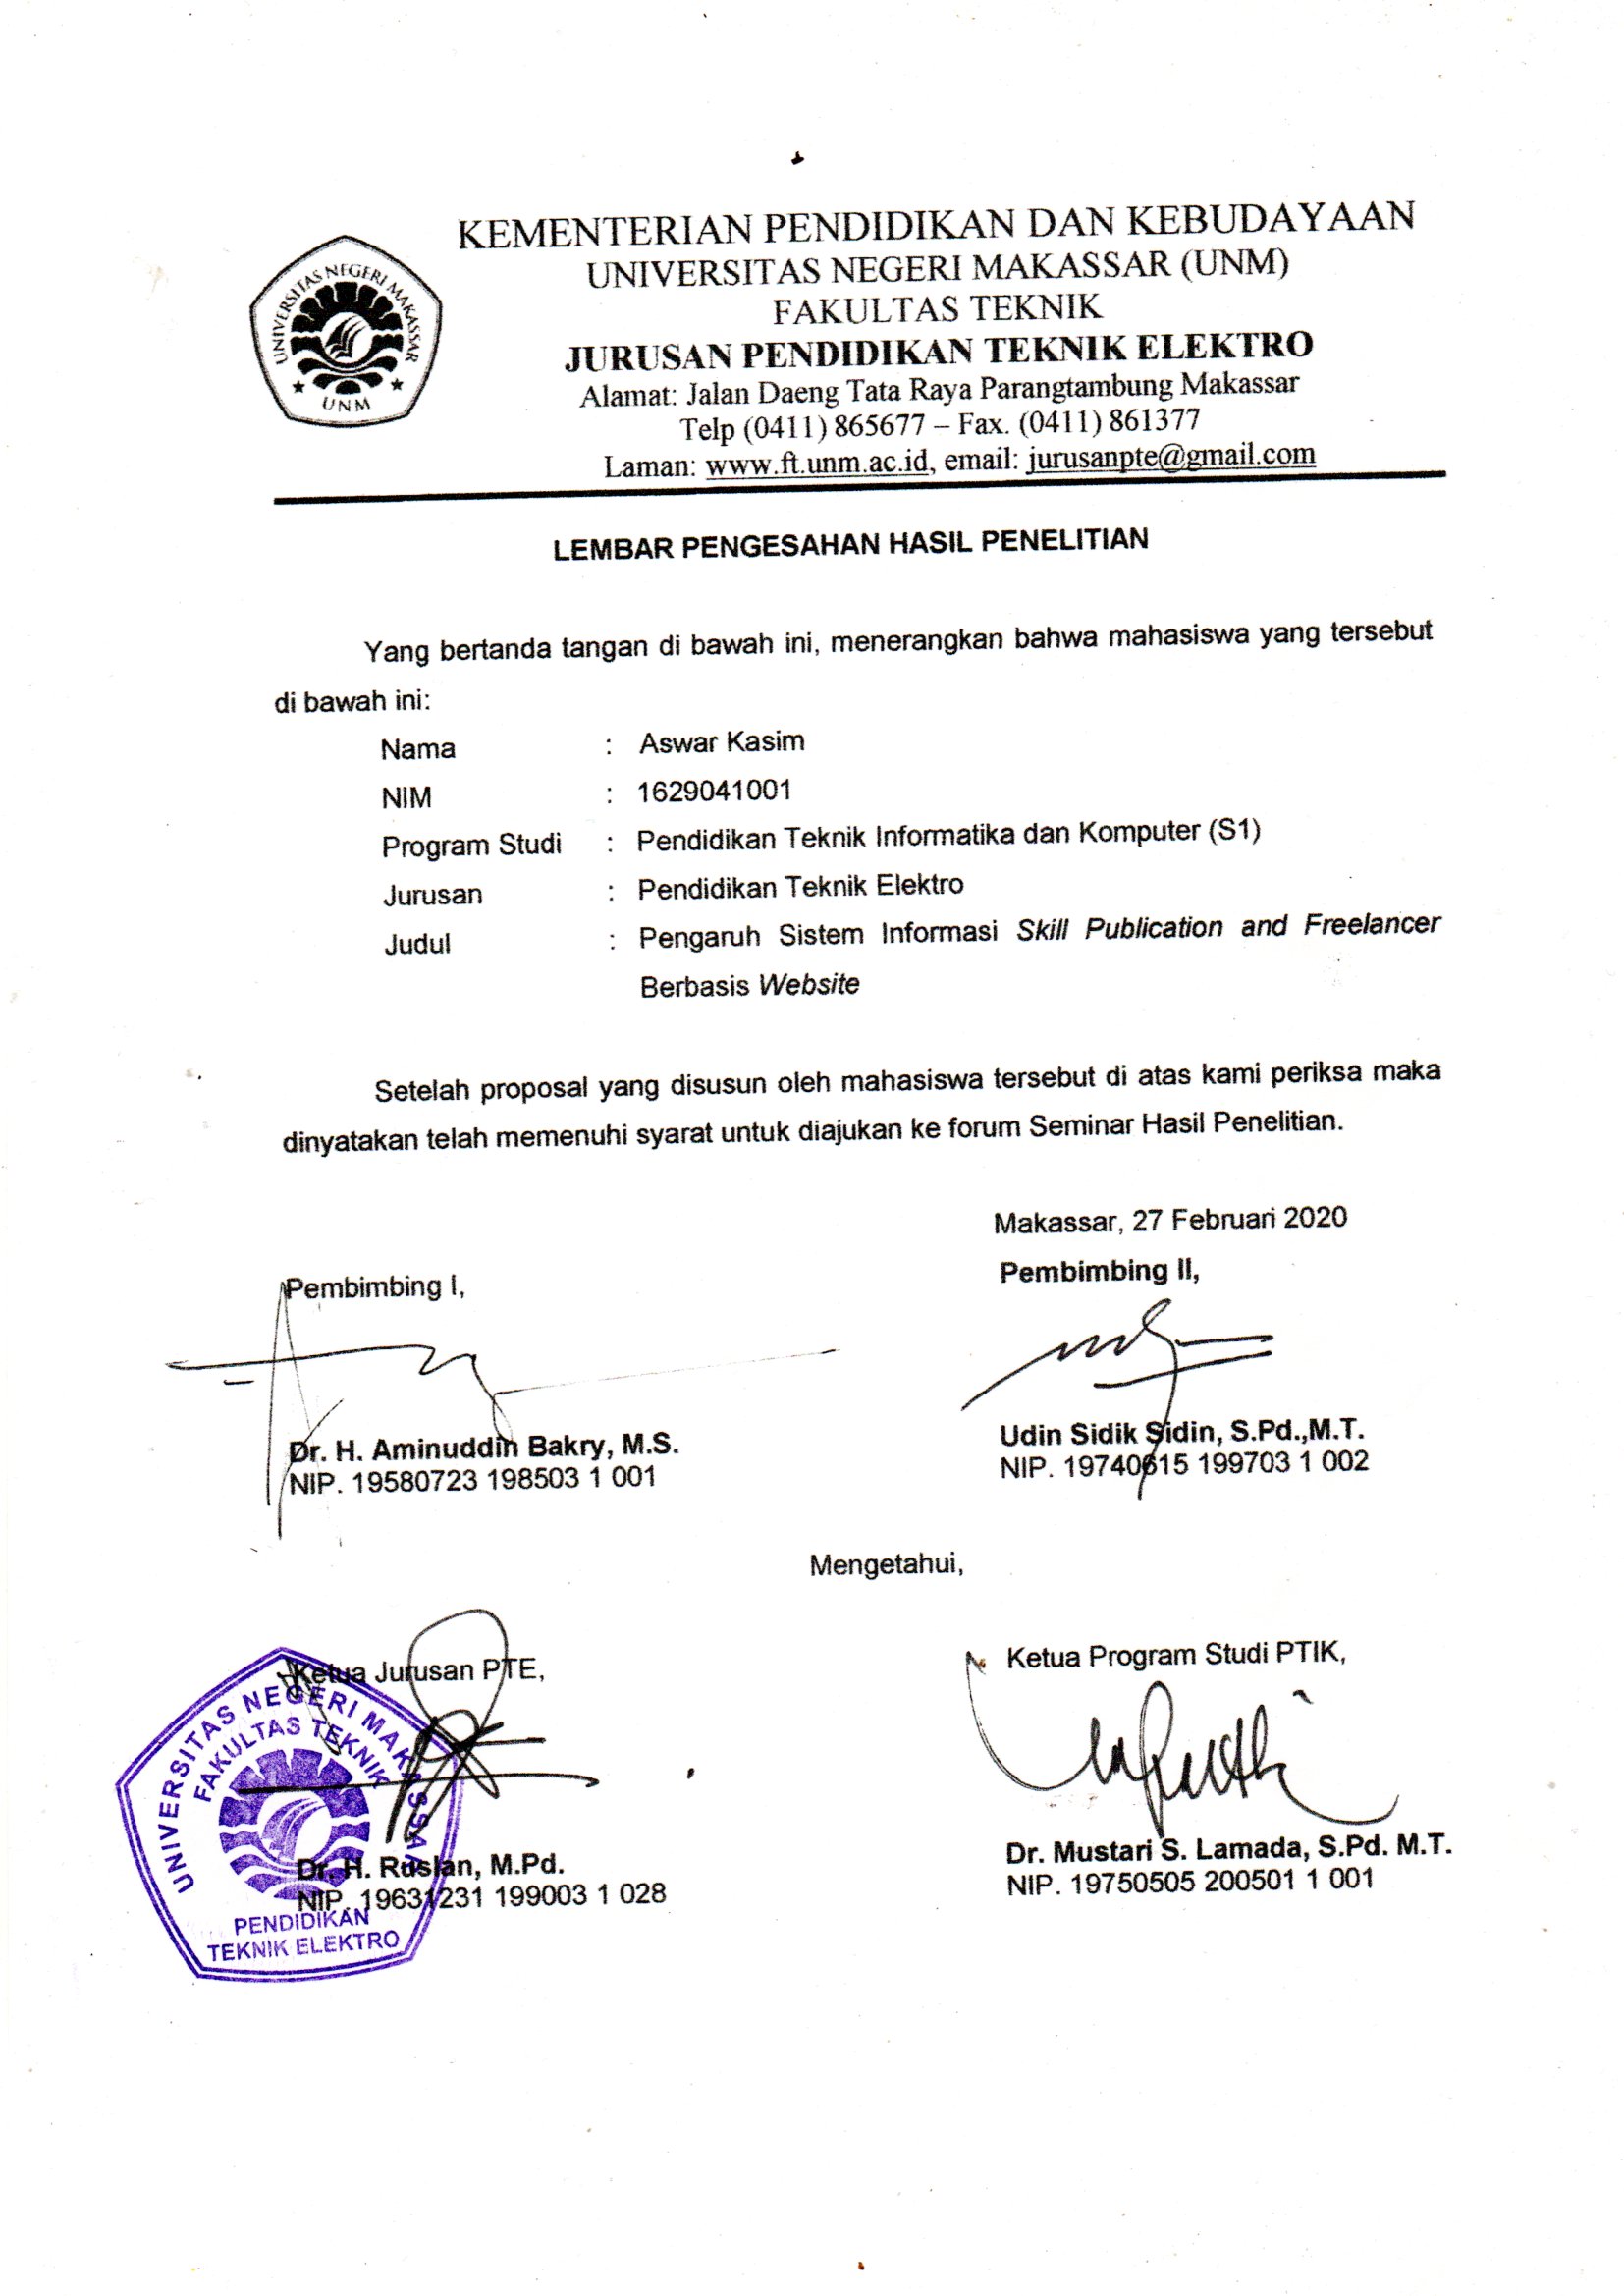 KEMENTERIAN PENDIDIKAN DAN KEBUDAYAAN
UNIVERSITAS NEGERI MAKASSAR (UNM)
FAKULTAS TEKNIK
JURUSAN PENDIDIKAN TEKNIK ELEKTRO
Alamat: Jalan Daeng Tata Raya Parangtambung Makassar
Telp (0411) 865677 – Fax. (0411) 861377
Laman: www.ft.unm.ac.id, email: jurusanpte@gmail.com
UNIVERSITAS NEGERI MAKASSAR
UNM
LEMBAR PENGESAHAN HASIL PENELITIAN
Yang bertanda tangan di bawah ini, menerangkan bahwa mahasiswa yang tersebut
di bawah ini:
Nama : Aswar Kasim
NIM : 1629041001
Program Studi : Pendidikan Teknik Informatika dan Komputer (S1)
Jurusan : Pendidikan Teknik Elektro
Judul : Pengaruh Sistem Informasi Skill Publication and Freelancer
Berbasis Website
Setelah proposal yang disusun oleh mahasiswa tersebut di atas kami periksa maka
dinyatakan telah memenuhi syarat untuk diajukan ke forum Seminar Hasil Penelitian.
Makassar, 27 Februari 2020
Pembimbing I,
Pembimbing II,
Dr. H. Aminuddin Bakry, M.S.
NIP. 19580723 198503 1 001
Udin Sidik Sidin, S.Pd.,M.T.
NIP. 19740615 199703 1 002
Mengetahui,
Ketua Jurusan PTE,
Ketua Program Studi PTIK,
UNIVERSITAS NEGERI MAKASSAR
FAKULTAS TEKNIK
Dr. H. Ruslan, M.Pd.
NIP. 19631231 199003 1 028
PENDIDIKAN
TEKNIK ELEKTRO
Dr. Mustari S. Lamada, S.Pd. M.T.
NIP. 19750505 200501 1 001